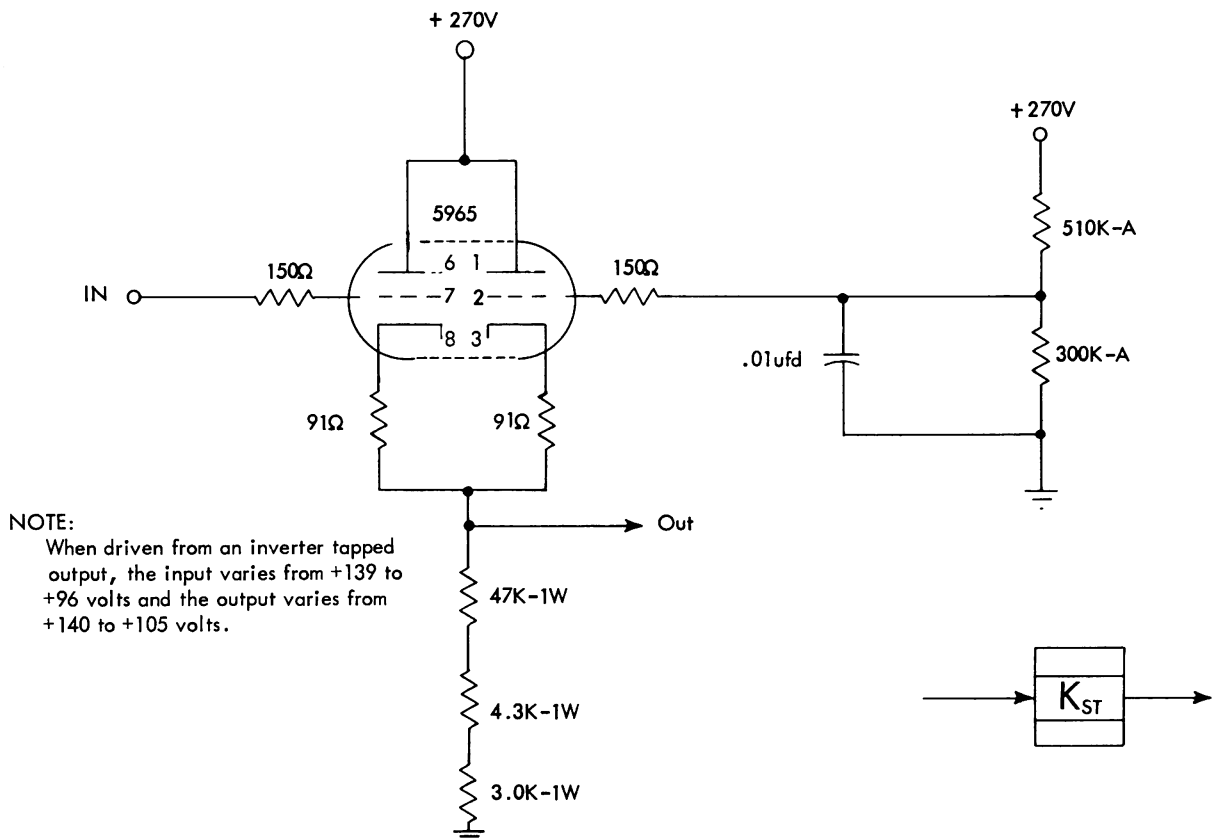 + 270V
+ 270V
5965
510K-A
150Ω
6 1
150Ω
IN
7 2
300K-A
8 3
.01ufd
91Ω
91Ω
NOTE:
Out
When driven from an inverter tapped
output, the input varies from +139 to
+96 volts and the output varies from
+140 to +105 volts.
47K-1W
KST
4.3K-1W
3.0K-1W